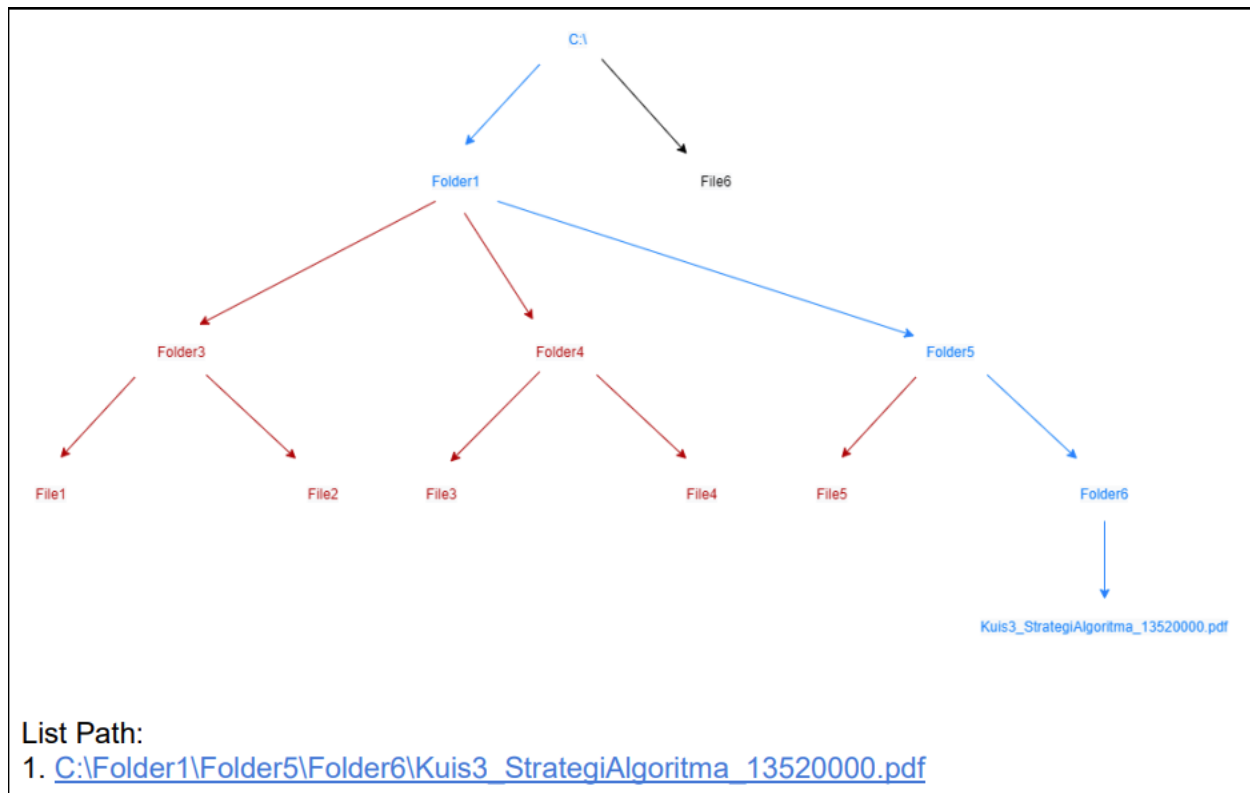 C:\
Folder1
File6
Folder3
Folder4
Folder5
File1
File2
File3
File4
File5
Folder6
Kuis3_StrategiAlgoritma_13520000.pdf
List Path:
1. C:\Folder1\Folder5\Folder6\Kuis3_StrategiAlgoritma_13520000.pdf